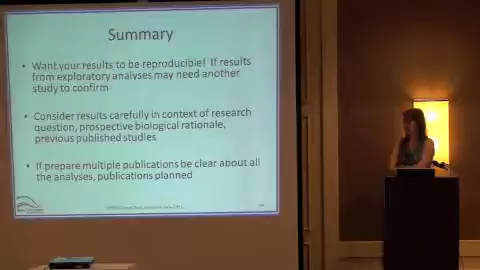 Summary
• Want your results to be reproducible! If results
from exploratory analyses may need another
study to confirm
• Consider results carefully in context of research
question, prospective biological rationale,
previous published studies
• If prepare multiple publications be clear about all
the analyses, publications planned